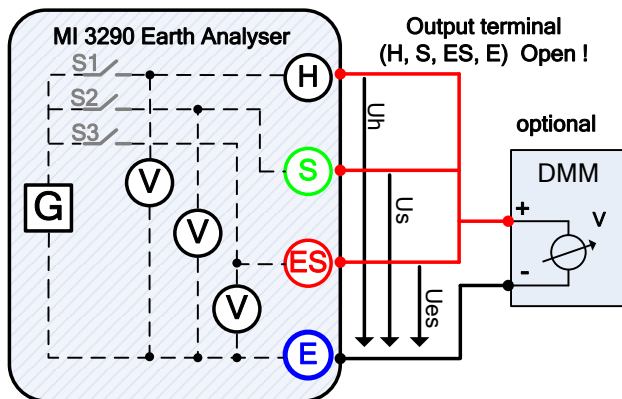 MI 3290 Earth Analyser
Output terminal
(H, S, ES, E) Open !
S1
S2
S3
H
S
ES
E
G
V
V
V
Uh
Us
Ues
optional
DMM
+
-
V